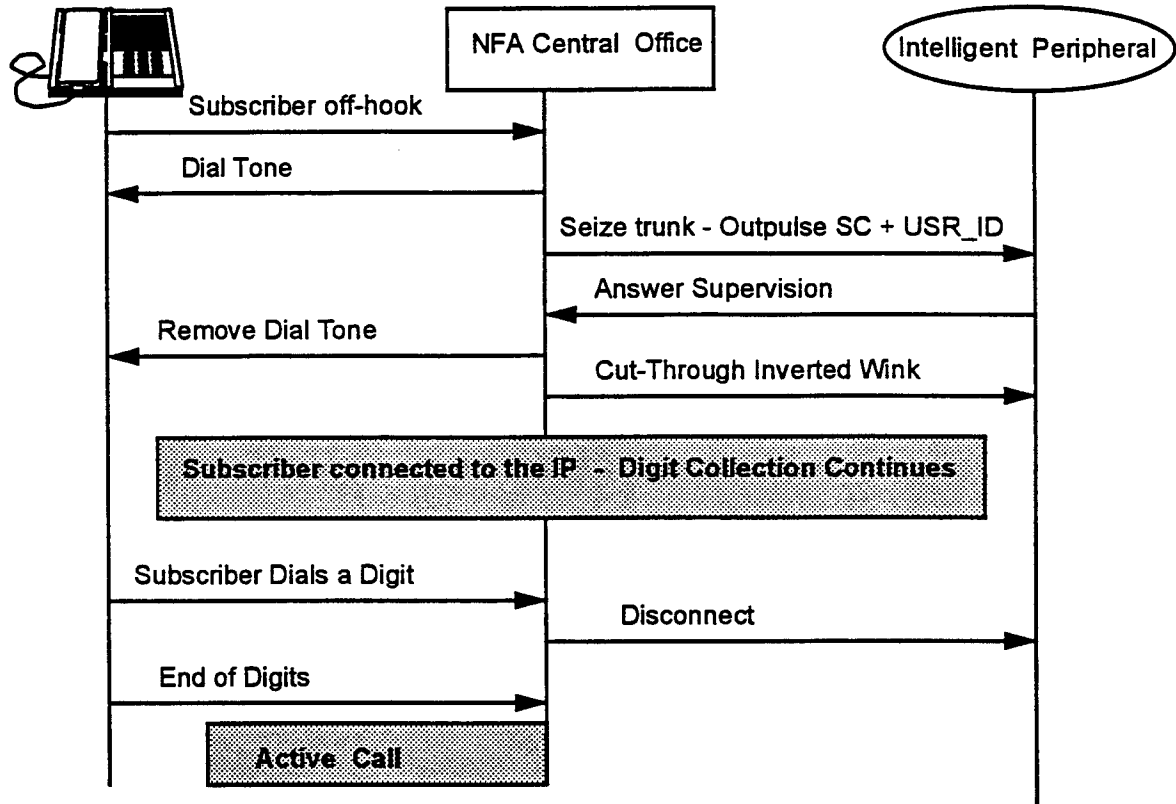 NFA Central Office
Intelligent Peripheral
Subscriber off-hook
Dial Tone
Seize trunk - Outpulse SC + USR_ID
Answer Supervision
Remove Dial Tone
Cut-Through Inverted Wink
Subscriber connected to the IP - Digit Collection Continues
Subscriber Dials a Digit
Disconnect
End of Digits
Active Call